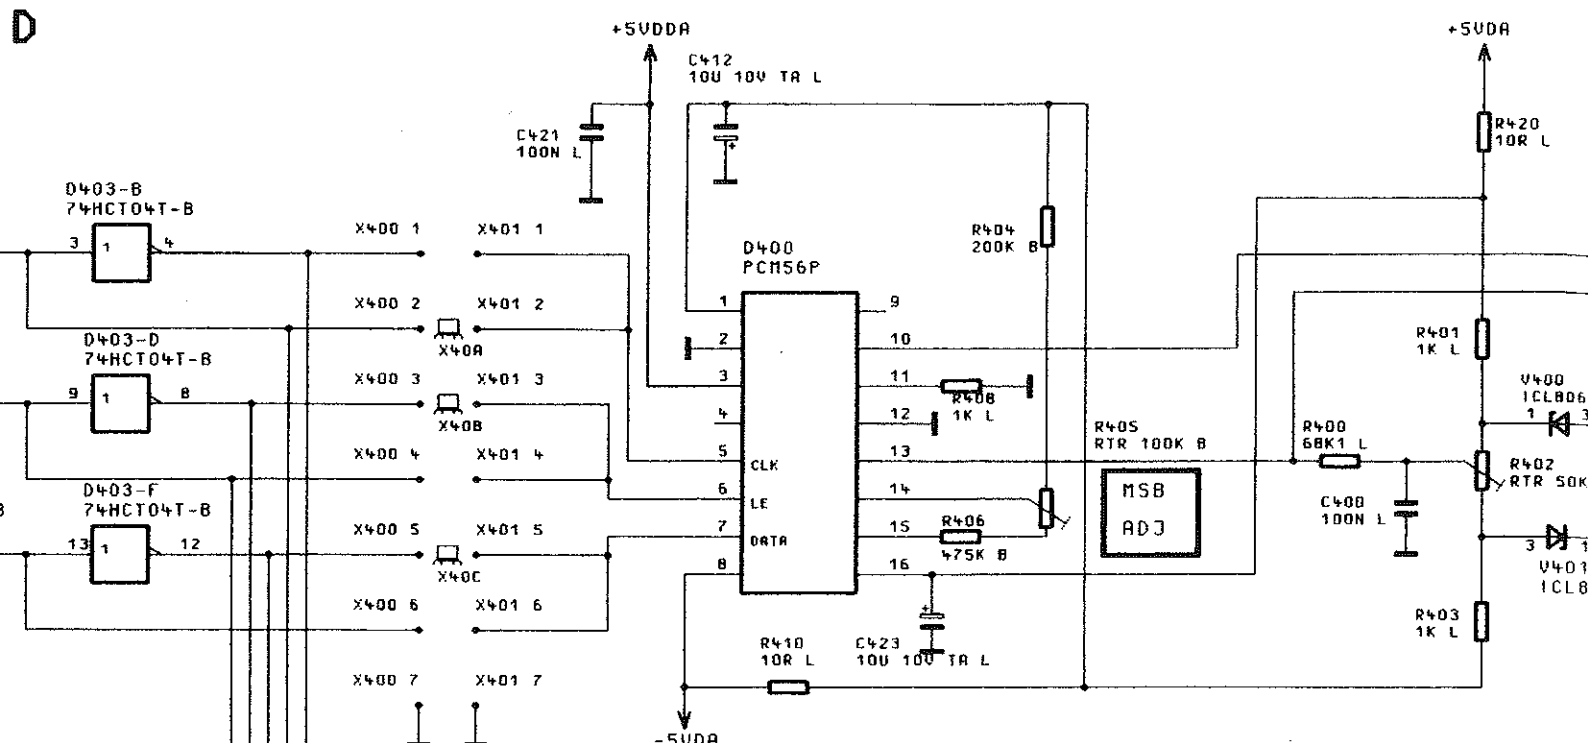 D
+5VDDA
+5VDA
C412
10U 10V TA L
C421
100N L
R420
10R L
D403-B
74HCT04T-B
3
1
4
X400 1
X401 1
D400
PCM56P
R404
200K B
X400 2
X401 2
X40A
D403-D
74HCT04T-B
9
1
8
X400 3
X401 3
X40B
X400 4
X401 4
D403-F
74HCT04T-B
13
1
12
X400 5
X401 5
X40C
X400 6
X401 6
X400 7
X401 7
1
2
3
4
5
CLK
6
LE
7
DATA
8
9
10
11
12
13
14
15
16
R408
1K L
R405
RTR 100K B
MSB
ADJ
R406
475K B
R401
1K L
V400
ICL806
1
3
R400
68K1 L
R402
RTR 50K
C400
100N L
3
1
V401
ICL8
R403
1K L
+
+
R410
10R L
C423
10U 10V TA L
-5VDA